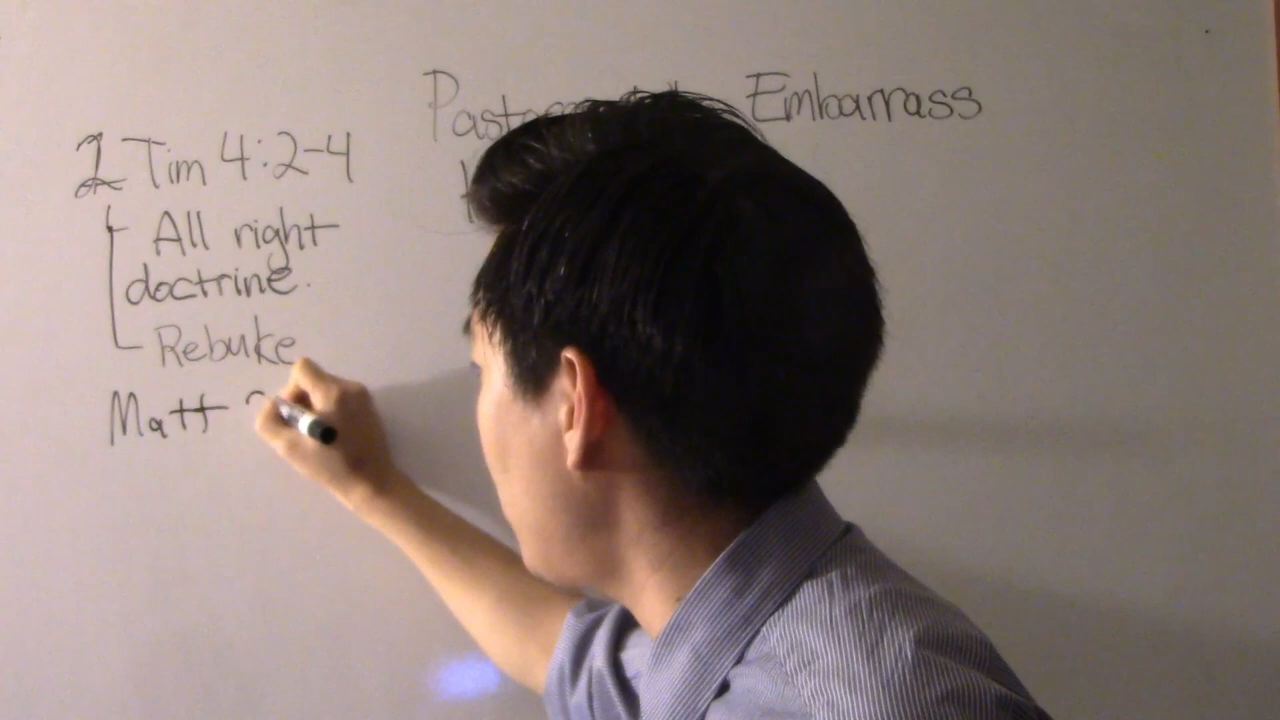 Embarrass
2 Tim 4:2-4
All right
doctrine.
Rebuke
Matt